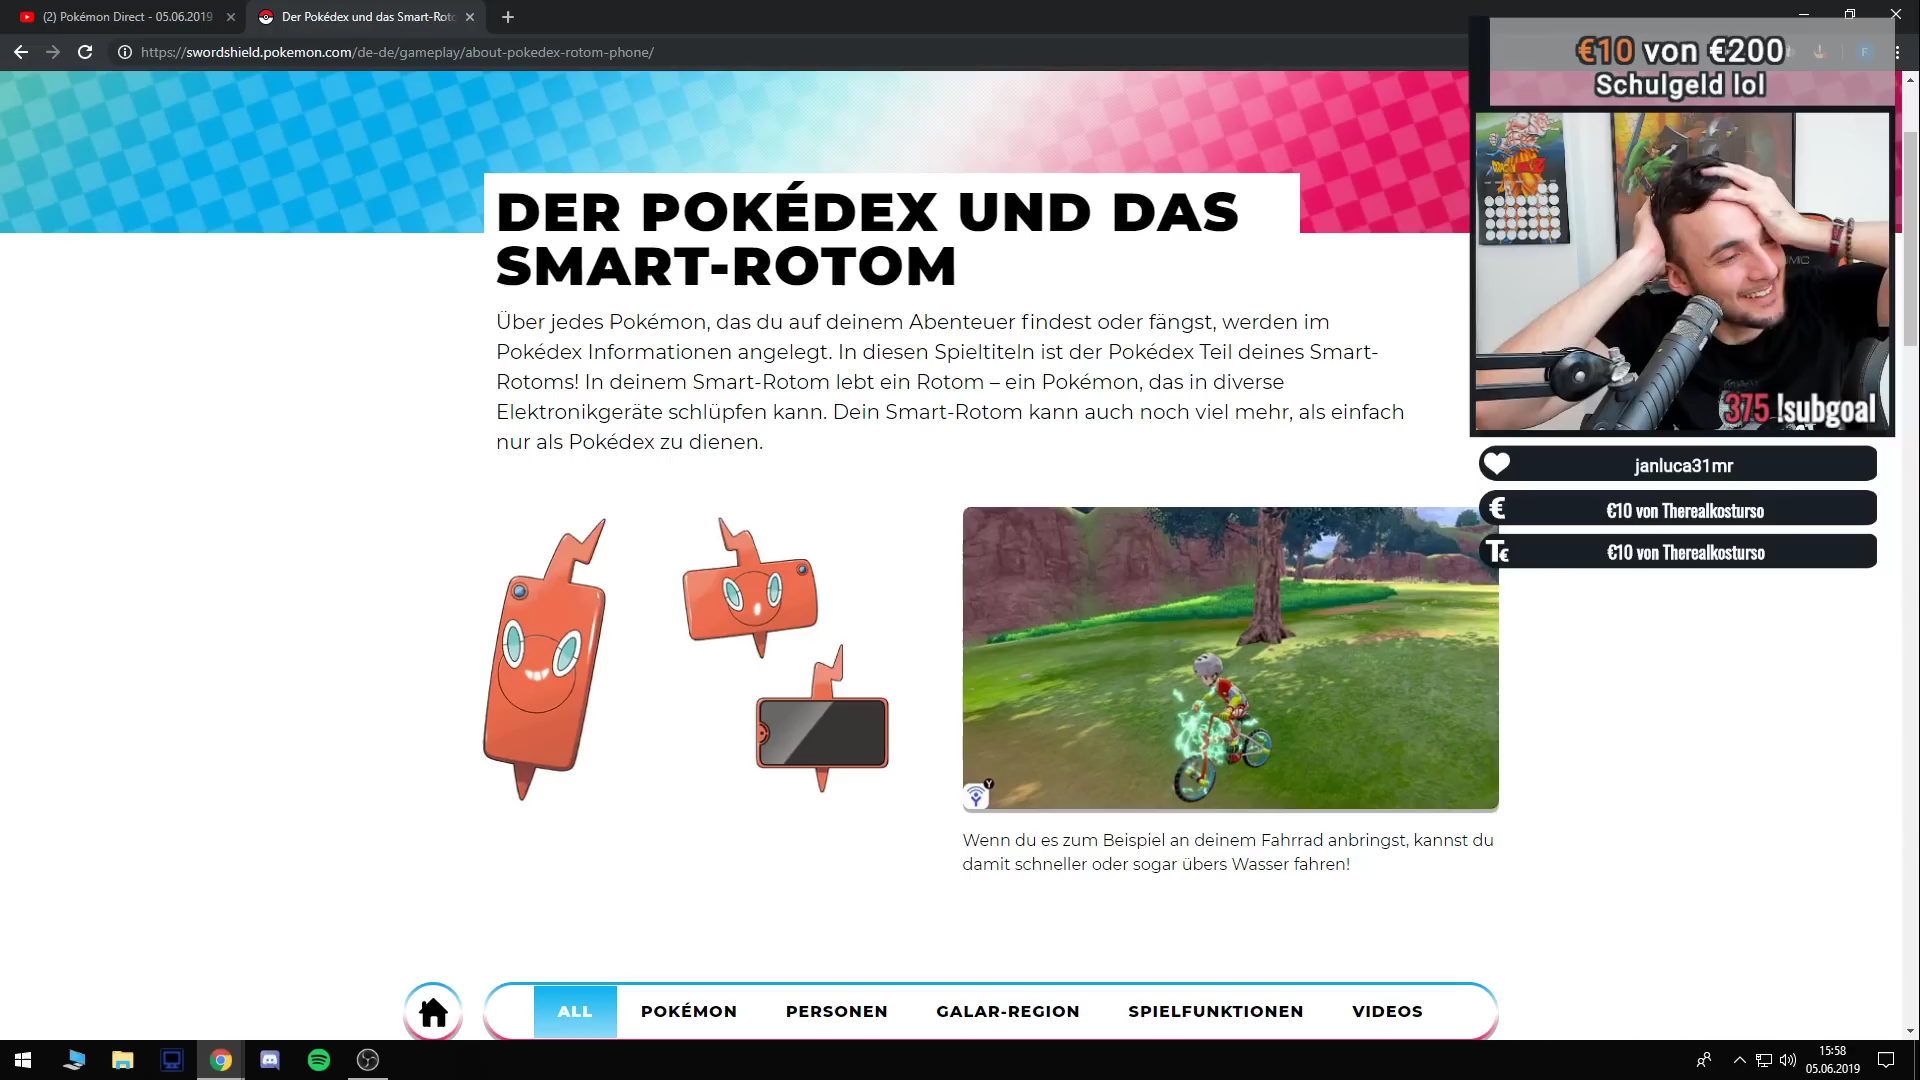 (2) Pokémon Direct - 05.06.2019
Der Pokédex und das Smart-Roto
https://swordshield.pokemon.com/de-de/gameplay/about-pokedex-rotom-phone/
€10 von €200
Schulgeld lol
DER POKÉDEX UND DAS
SMART-ROTOM
Über jedes Pokémon, das du auf deinem Abenteuer findest oder fängst, werden im
Pokédex Informationen angelegt. In diesen Spieltiteln ist der Pokédex Teil deines Smart-
Rotoms! In deinem Smart-Rotom lebt ein Rotom – ein Pokémon, das in diverse
Elektronikgeräte schlüpfen kann. Dein Smart-Rotom kann auch noch viel mehr, als einfach
nur als Pokédex zu dienen.
375 !subgoal
janluca31mr
€ €10 von Therealkosturso
T€ €10 von Therealkosturso
Y
Wenn du es zum Beispiel an deinem Fahrrad anbringst, kannst du
damit schneller oder sogar übers Wasser fahren!
ALL POKÉMON PERSONEN GALAR-REGION SPIELFUNKTIONEN VIDEOS
15:58
05.06.2019